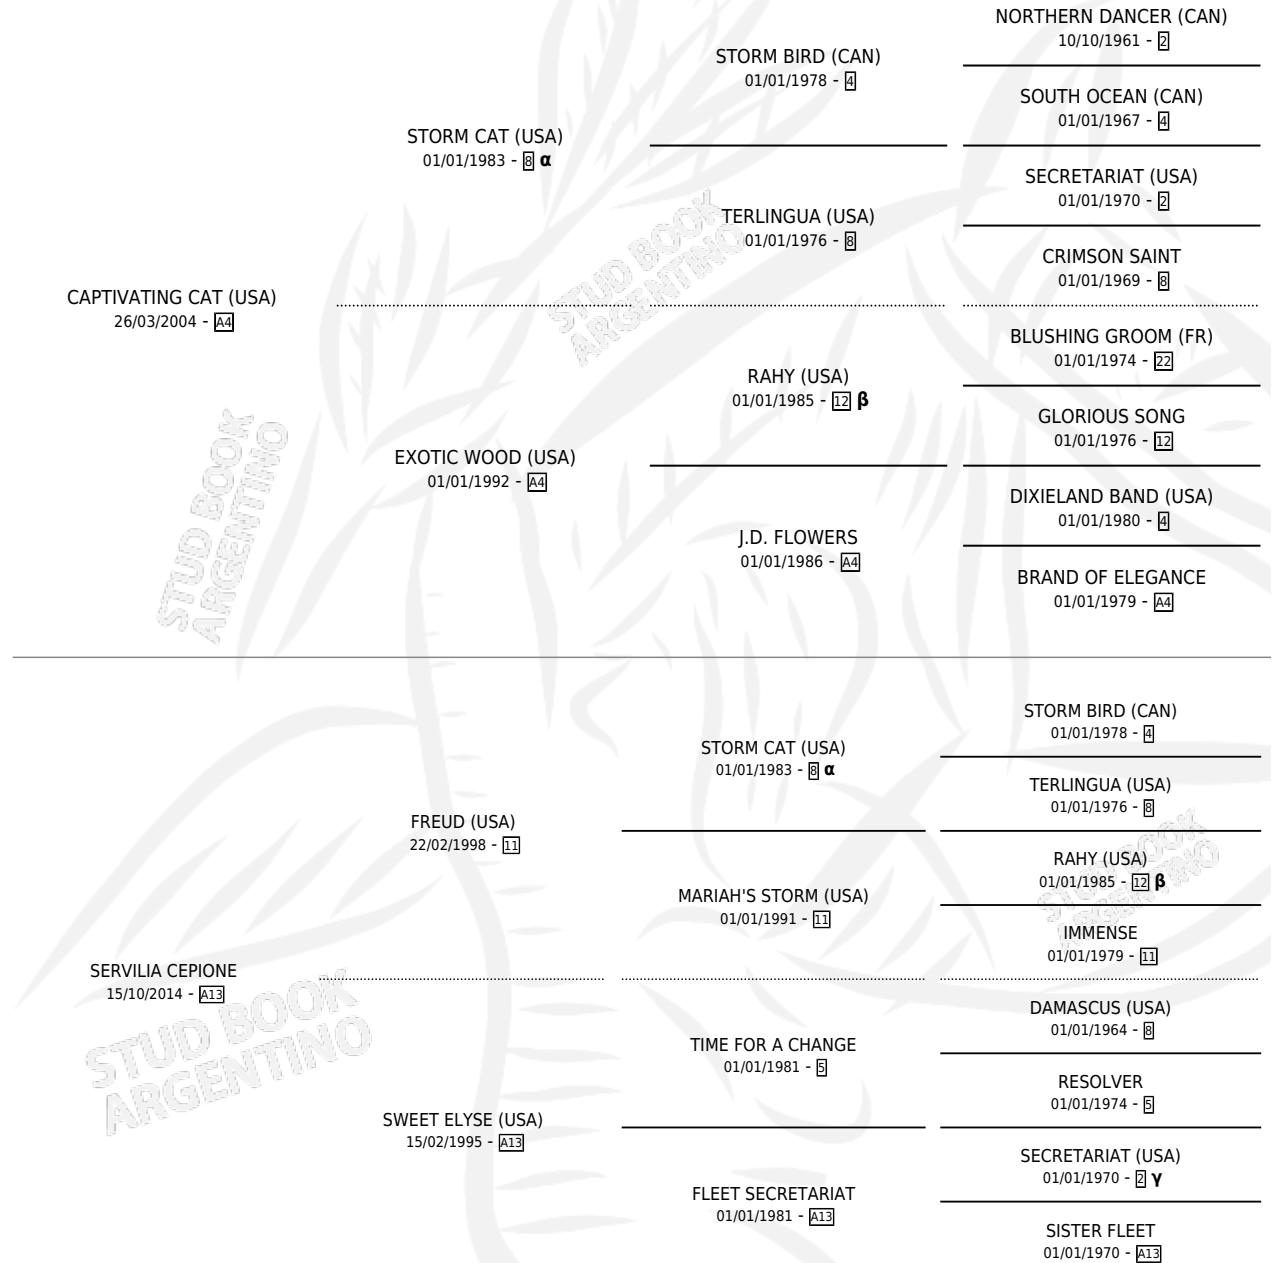 NORTHERN DANCER (CAN)
10/10/1961 - 2
STORM BIRD (CAN)
01/01/1978 - 4
SOUTH OCEAN (CAN)
01/01/1967 - 4
STORM CAT (USA)
01/01/1983 - 8 α
SECRETARIAT (USA)
01/01/1970 - 2
TERLINGUA (USA)
01/01/1976 - 8
CRIMSON SAINT
01/01/1969 - 8
CAPTIVATING CAT (USA)
26/03/2004 - A4
BLUSHING GROOM (FR)
01/01/1974 - 22
RAHY (USA)
01/01/1985 - 12 β
GLORIOUS SONG
01/01/1976 - 12
EXOTIC WOOD (USA)
01/01/1992 - A4
DIXIELAND BAND (USA)
01/01/1980 - 4
J.D. FLOWERS
01/01/1986 - A4
BRAND OF ELEGANCE
01/01/1979 - A4
STORM BIRD (CAN)
01/01/1978 - 4
STORM CAT (USA)
01/01/1983 - 8 α
TERLINGUA (USA)
01/01/1976 - 8
FREUD (USA)
22/02/1998 - 11
RAHY (USA)
01/01/1985 - 12 β
MARIAH'S STORM (USA)
01/01/1991 - 11
IMMENSE
01/01/1979 - 11
SERVILIA CEPIONE
15/10/2014 - A13
DAMASCUS (USA)
01/01/1964 - 8
TIME FOR A CHANGE
01/01/1981 - 5
RESOLVER
01/01/1974 - 5
SWEET ELYSE (USA)
15/02/1995 - A13
SECRETARIAT (USA)
01/01/1970 - 2 γ
FLEET SECRETARIAT
01/01/1981 - A13
SISTER FLEET
01/01/1970 - A13
STUD BOOK
ARGENTINO
STUD BOOK
ARGENTINO
STUD BOOK
ARGENTINO
STUD BOOK
ARGENTINO